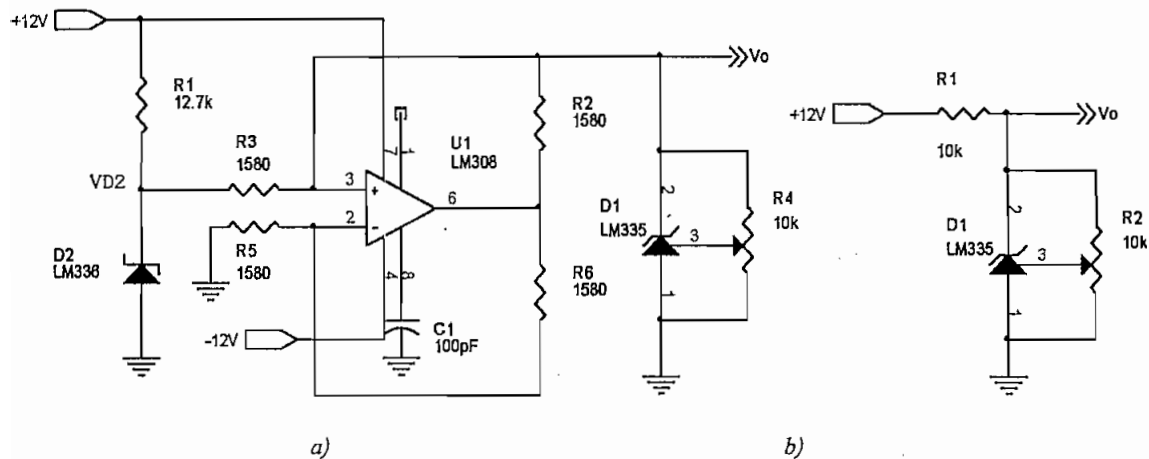 +12V
R1
12.7k
VD2
D2
LM336
R3
1580
R5
1580
-12V
3
2
+
-
7
1
6
4
8
U1
LM308
C1
100pF
R2
1580
R6
1580
Vo
D1
LM335
2
3
1
R4
10k
a)
+12V
R1
10k
Vo
D1
LM335
2
3
1
R2
10k
b)